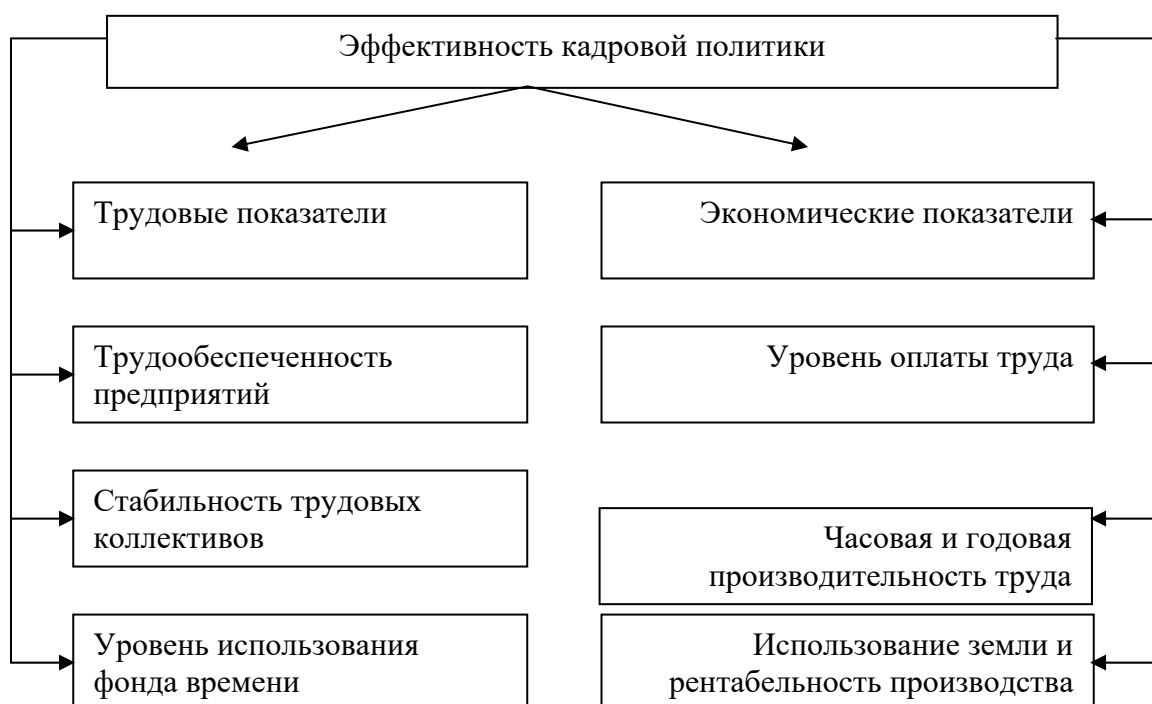 Эффективность кадровой политики
Трудовые показатели
Экономические показатели
Трудообеспеченность
предприятий
Уровень оплаты труда
Стабильность трудовых
коллективов
Часовая и годовая
производительность труда
Уровень использования
фонда времени
Использование земли и
рентабельность производства